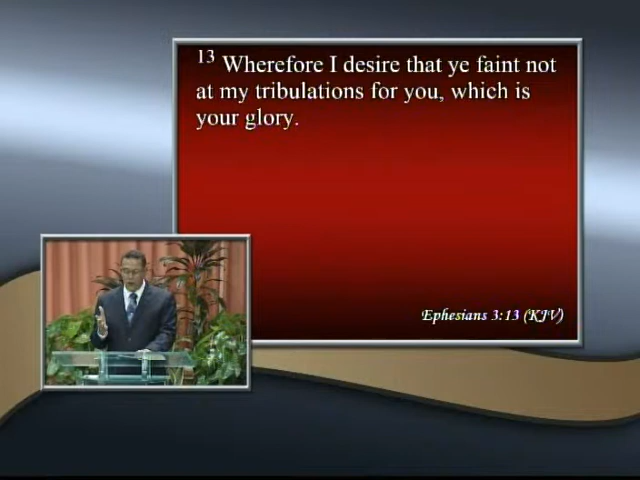 13 Wherefore I desire that ye faint not
at my tribulations for you, which is
your glory.
Ephesians 3:13 (KJV)